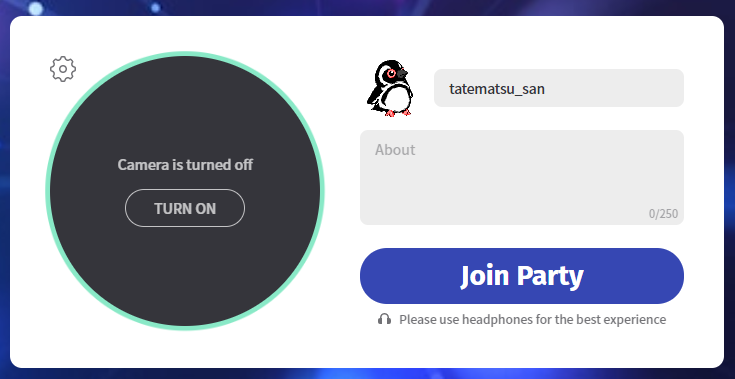 Camera is turned off
TURN ON
tatematsu_san
About
0/250
Join Party
Please use headphones for the best experience